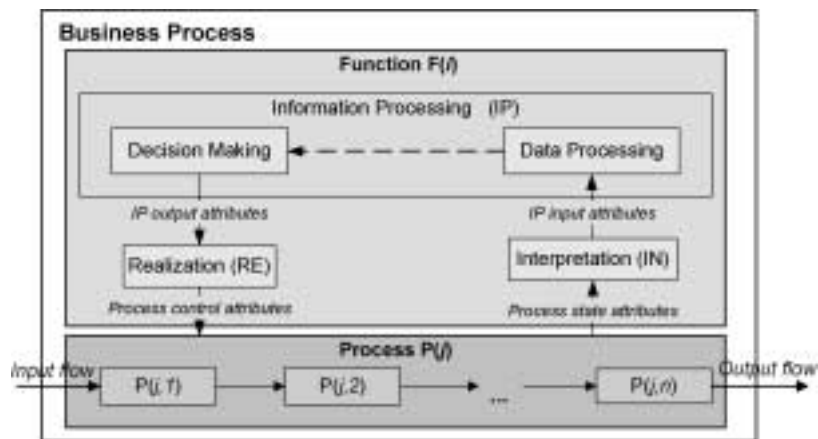 Business Process
Function F(i)
Information Processing (IP)
Decision Making
Data Processing
IP output attributes
IP input attributes
Realization (RE)
Interpretation (IN)
Process control attributes
Process state attributes
Process P(j)
Input flow
Output flow
P(j,1)
P(j,2)
...
P(j,n)